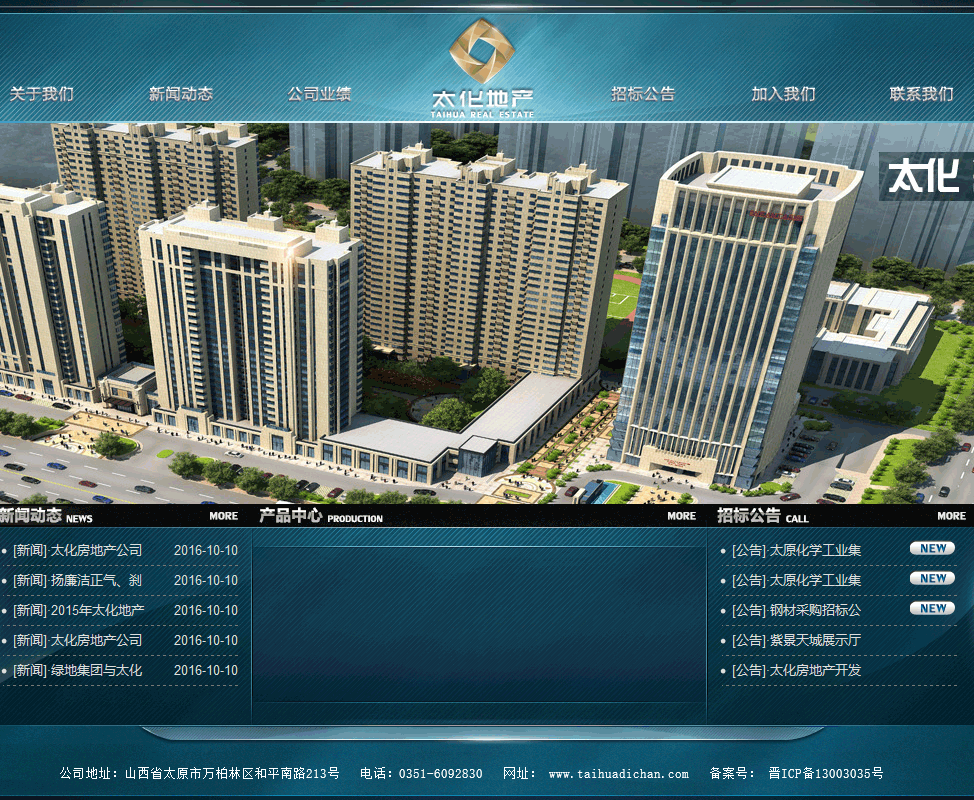 关于我们 新闻动态 公司业绩 太化地产 招标公告 加入我们 联系我们
TAIHUA REAL ESTATE
太化
新闻动态 NEWS MORE 产品中心 PRODUCTION MORE 招标公告 CALL MORE
[新闻]·太化房地产公司 2016-10-10 [公告]·太原化学工业集 NEW
[新闻]·扬廉洁正气、刹 2016-10-10 [公告]·太原化学工业集 NEW
[新闻]·2015年太化地产 2016-10-10 [公告]·钢材采购招标公 NEW
[新闻]·太化房地产公司 2016-10-10 [公告]·紫景天城展示厅
[新闻]·绿地集团与太化 2016-10-10 [公告]·太化房地产开发
公司地址：山西省太原市万柏林区和平南路213号 电话：0351-6092830 网址： www.taihuadichan.com 备案号： 晋ICP备13003035号